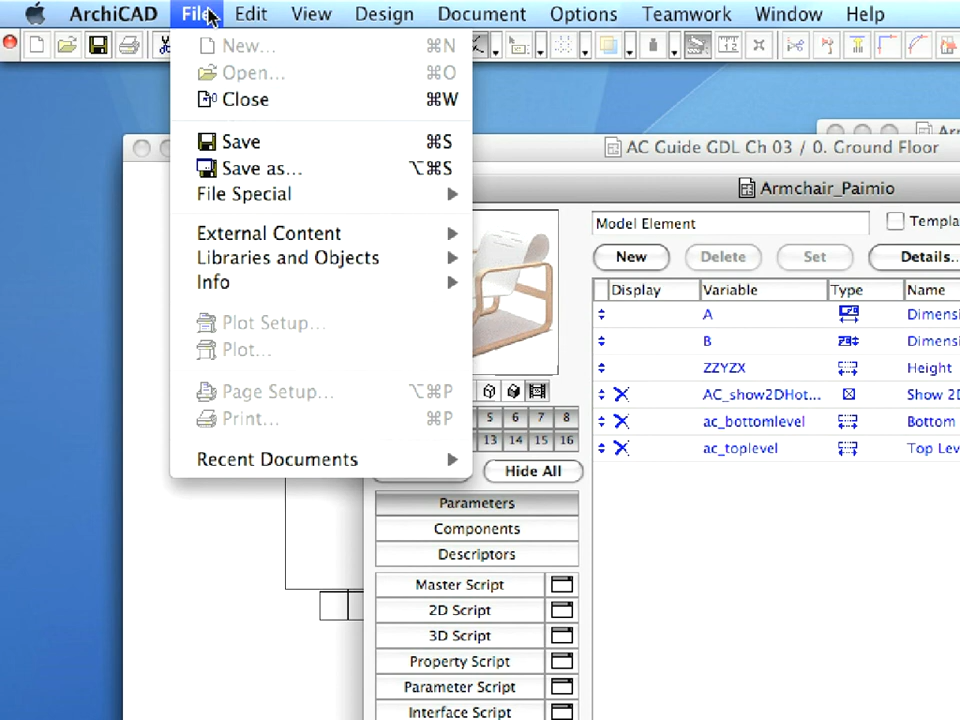 ArchiCAD File Edit View Design Document Options Teamwork Window Help
New... ⌘N
Open... ⌘O
Close ⌘W
Save ⌘S
Save as... ⌥⌘S
File Special
External Content
Libraries and Objects
Info
Plot Setup...
Plot...
Page Setup... ⌥⌘P
Print... ⌘P
Recent Documents
AC Guide GDL Ch 03 / 0. Ground Floor
Armchair_Paimio
Model Element
New Delete Set Details..
Display Variable Type Name
A
B
ZZYZX Height
AC_show2DHot... Show 2D
ac_bottomlevel Bottom
ac_toplevel Top
5 6 7 8
13 14 15 16
Hide All
Parameters
Components
Descriptors
Master Script
2D Script
3D Script
Property Script
Parameter Script
Interface Script